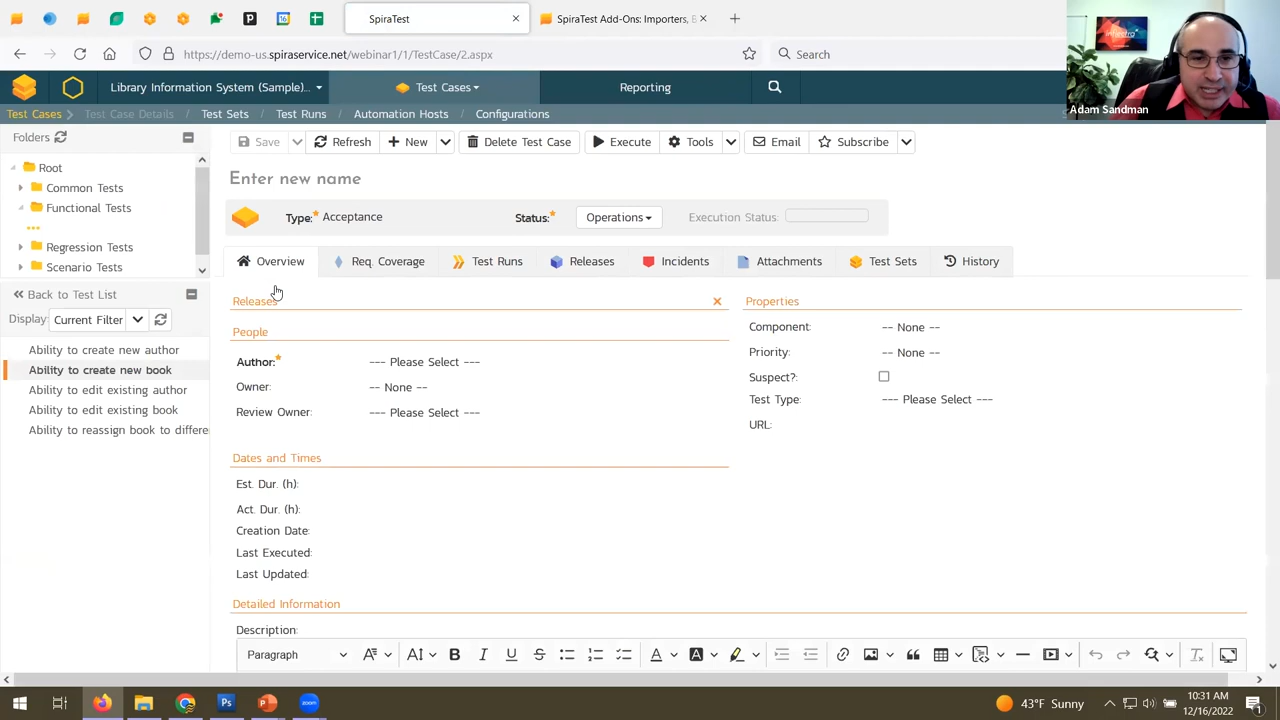 SpiraTest
SpiraTest Add-Ons: Importers, B
https://demo-us.spiraservice.net/webinar
Case/2.aspx
Search
inflectra
Adam Sandman
Library Information System (Sample)...
Test Cases
Reporting
Test Cases
Test Case Details
Test Sets
Test Runs
Automation Hosts
Configurations
Folders
Save
Refresh
New
Delete Test Case
Execute
Tools
Email
Subscribe
Root
Common Tests
Functional Tests
Regression Tests
Scenario Tests
Enter new name
Type:* Acceptance
Status:*
Operations
Execution Status:
Overview
Req. Coverage
Test Runs
Releases
Incidents
Attachments
Test Sets
History
Back to Test List
Display: Current Filter
Ability to create new author
Ability to create new book
Ability to edit existing author
Ability to edit existing book
Ability to reassign book to differe
Releases
People
Author:* --- Please Select ---
Owner: -- None --
Review Owner: --- Please Select ---
Dates and Times
Est. Dur. (h):
Act. Dur. (h):
Creation Date:
Last Executed:
Last Updated:
Properties
Component: -- None --
Priority: -- None --
Suspect?:
Test Type: --- Please Select ---
URL:
Detailed Information
Description:
Paragraph
43°F Sunny
10:31 AM
12/16/2022